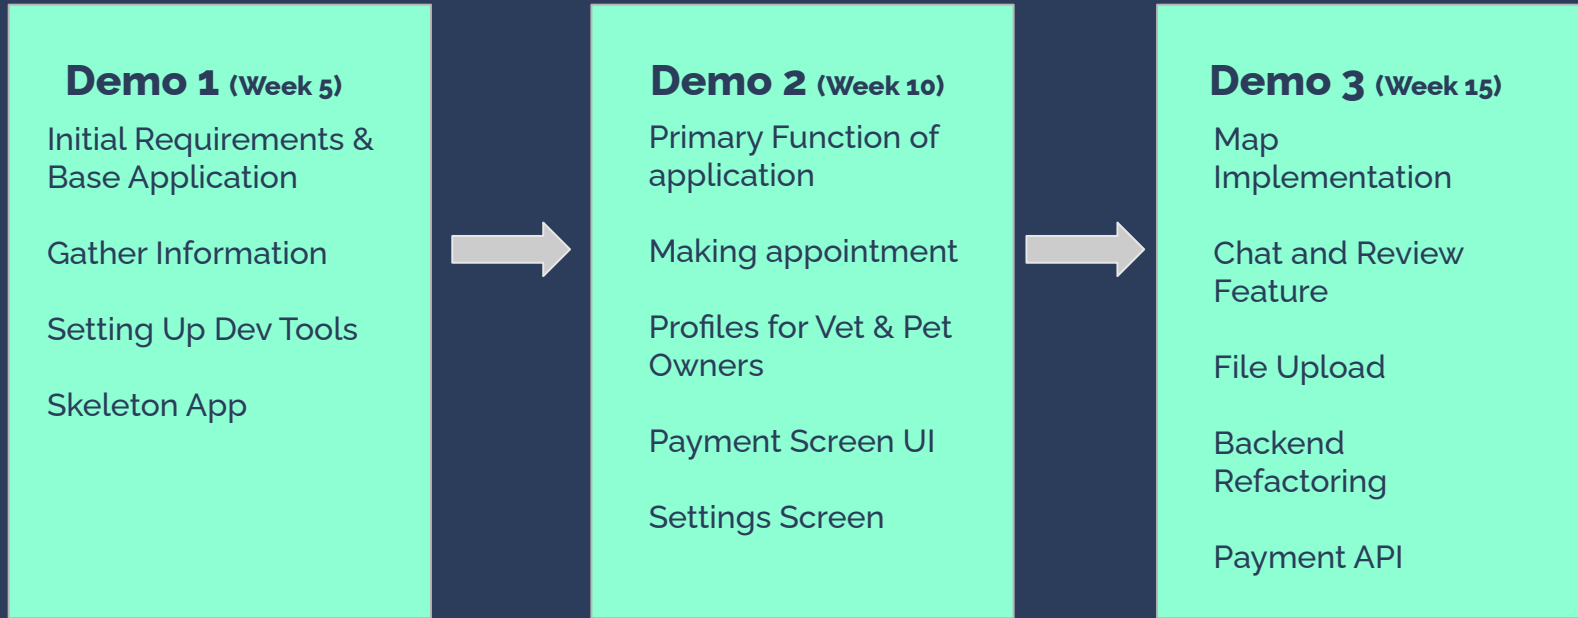 Demo 1 (Week 5)
Initial Requirements &
Base Application
Gather Information
Setting Up Dev Tools
Skeleton App
Demo 2 (Week 10)
Primary Function of
application
Making appointment
Profiles for Vet & Pet
Owners
Payment Screen UI
Settings Screen
Demo 3 (Week 15)
Map
Implementation
Chat and Review
Feature
File Upload
Backend
Refactoring
Payment API